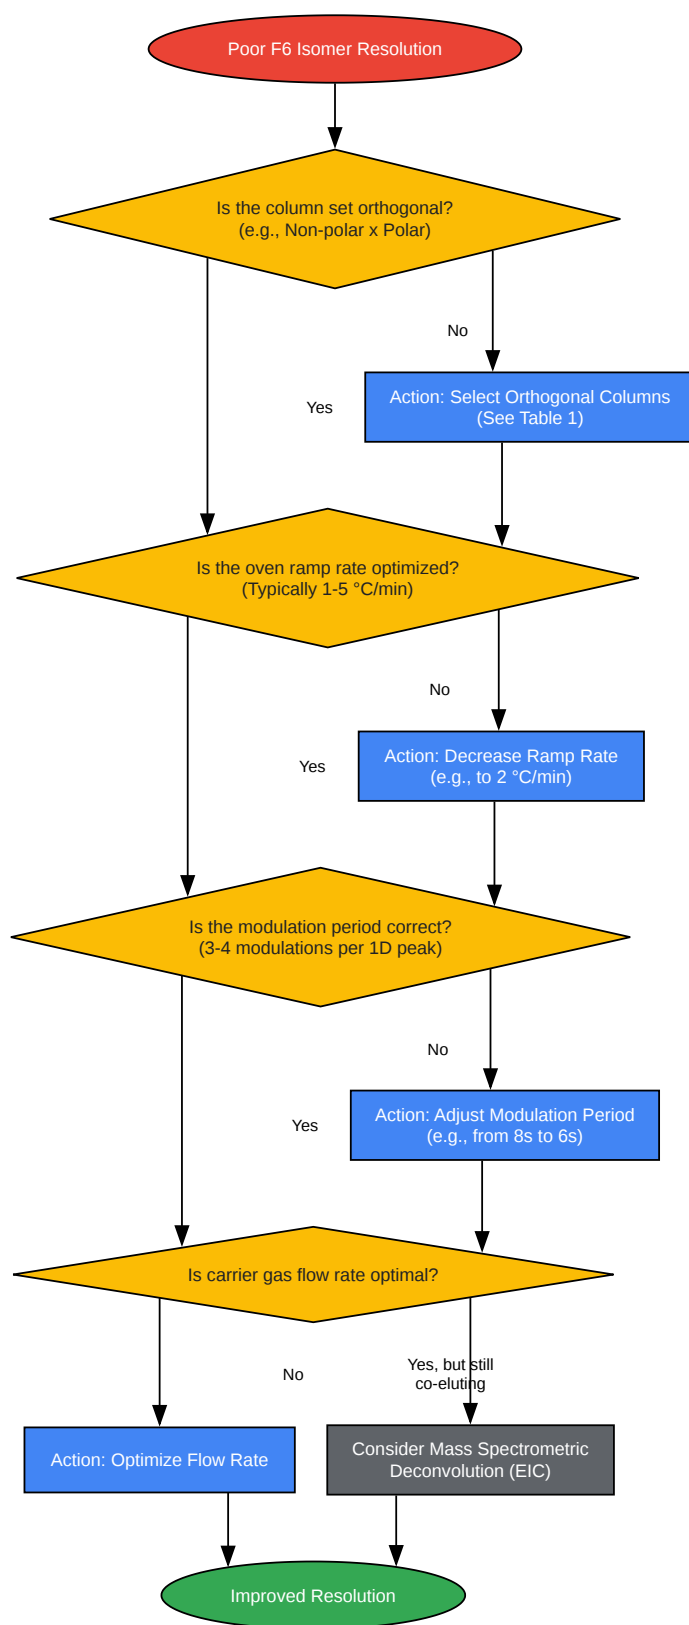 Poor F6 Isomer Resolution
Is the column set orthogonal?
(e.g., Non-polar x Polar)
No
Action: Select Orthogonal Columns
(See Table 1)
Yes
Is the oven ramp rate optimized?
(Typically 1-5 °C/min)
No
Action: Decrease Ramp Rate
(e.g., to 2 °C/min)
Yes
Is the modulation period correct?
(3-4 modulations per 1D peak)
No
Action: Adjust Modulation Period
(e.g., from 8s to 6s)
Yes
Is carrier gas flow rate optimal?
No
Yes, but still
co-eluting
Action: Optimize Flow Rate
Consider Mass Spectrometric
Deconvolution (EIC)
Improved Resolution